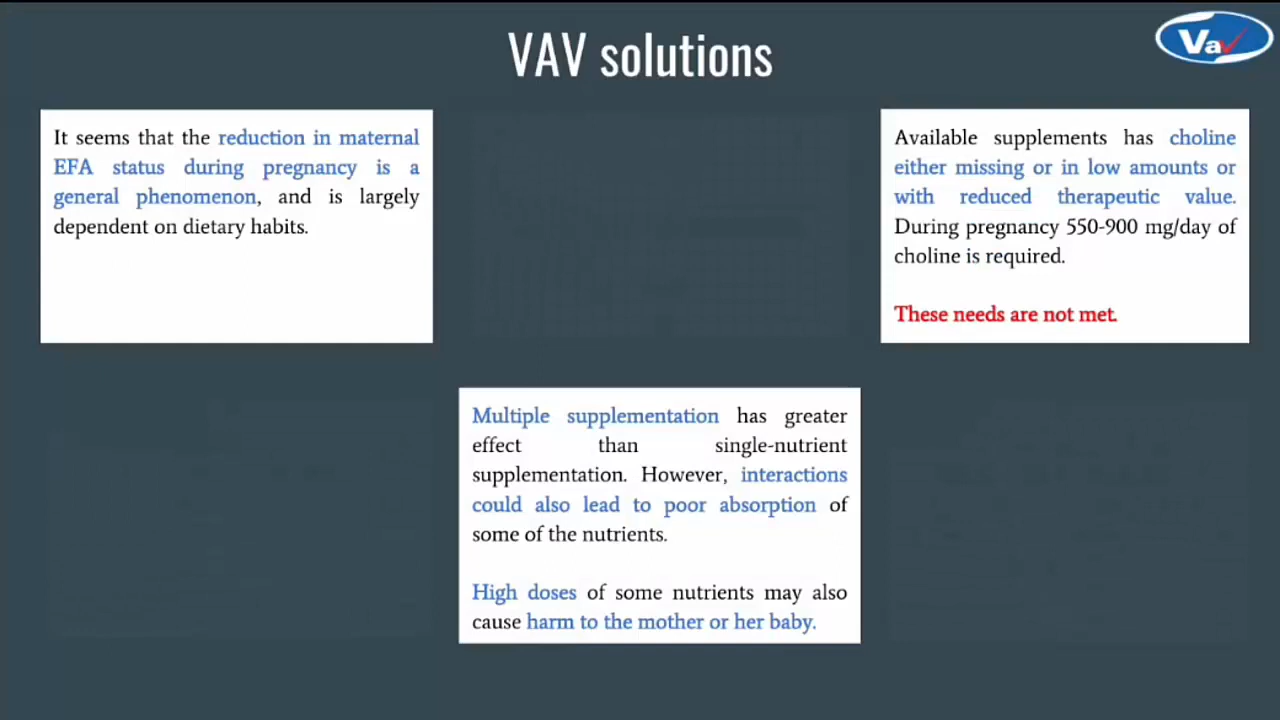 VAV solutions
Vav
It seems that the reduction in maternal
EFA status during pregnancy is a
general phenomenon, and is largely
dependent on dietary habits.
Available supplements has choline
either missing or in low amounts or
with reduced therapeutic value.
During pregnancy 550-900 mg/day of
choline is required.
These needs are not met.
Multiple supplementation has greater
effect than single-nutrient
supplementation. However, interactions
could also lead to poor absorption of
some of the nutrients.
High doses of some nutrients may also
cause harm to the mother or her baby.